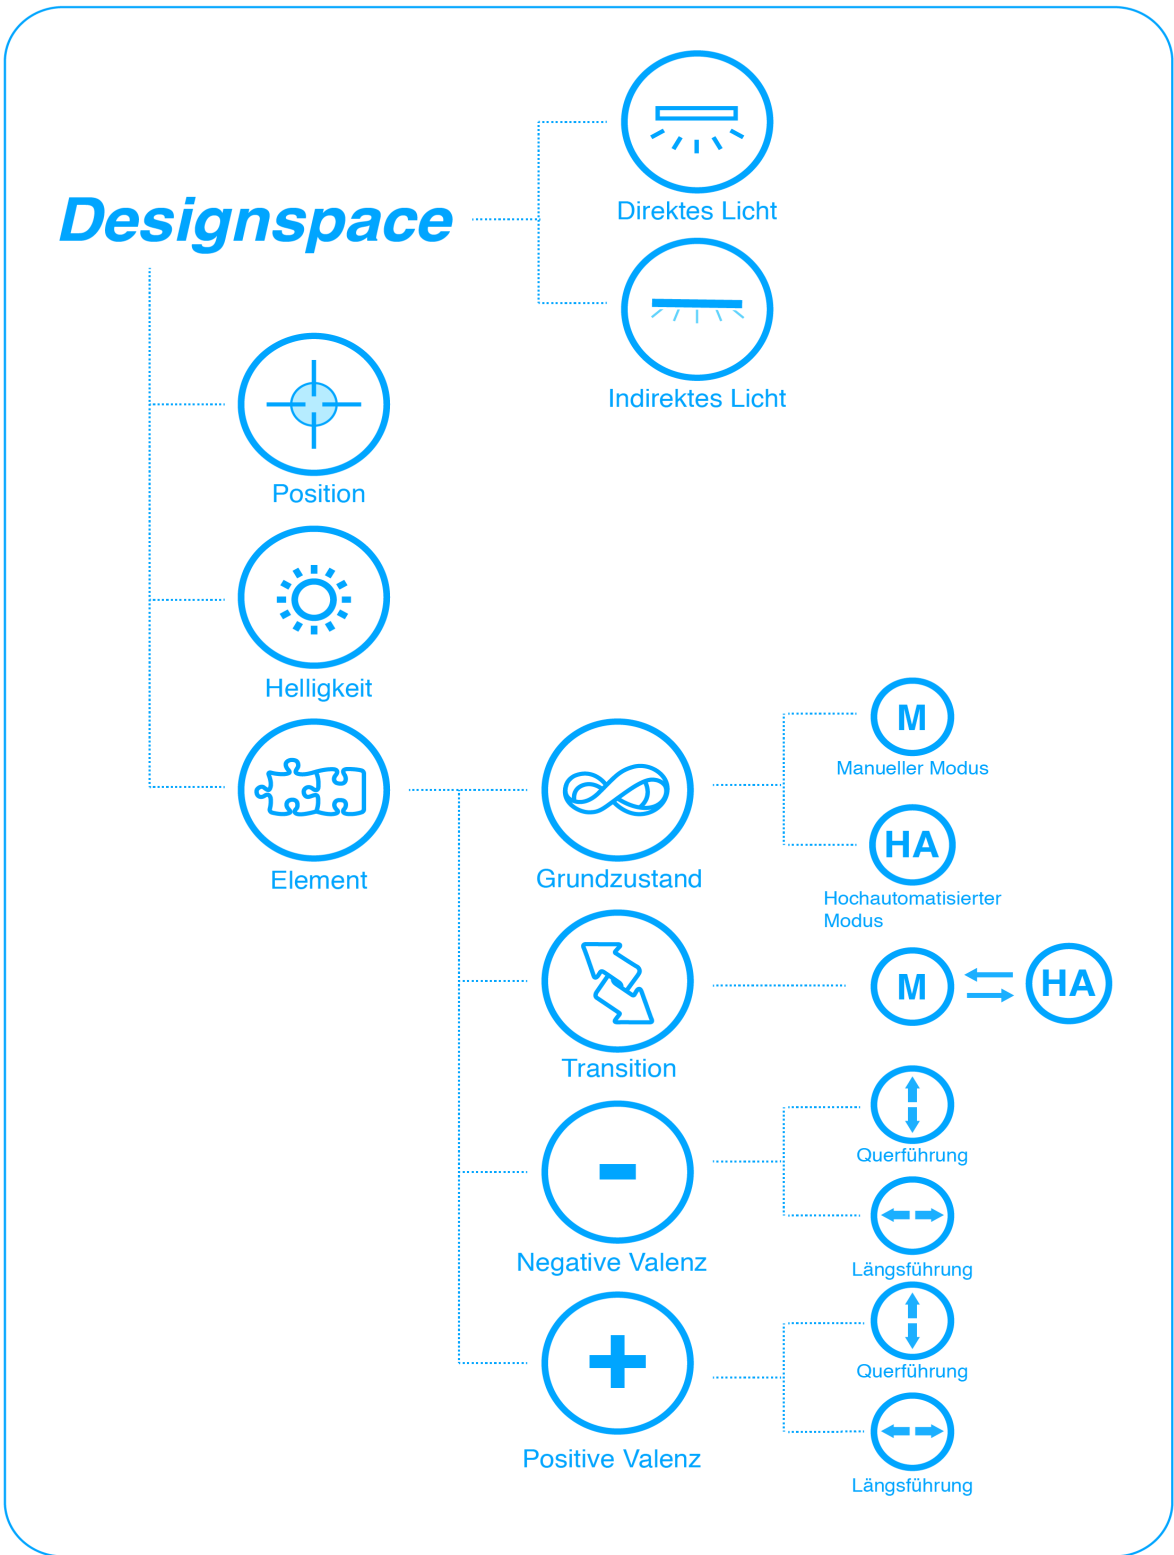 Designspace
Direktes Licht
Indirektes Licht
Position
Helligkeit
Element
Grundzustand
M
Manueller Modus
HA
Hochautomatisierter
Modus
Transition
M
HA
Negative Valenz
Querführung
Längsführung
Positive Valenz
Querführung
Längsführung